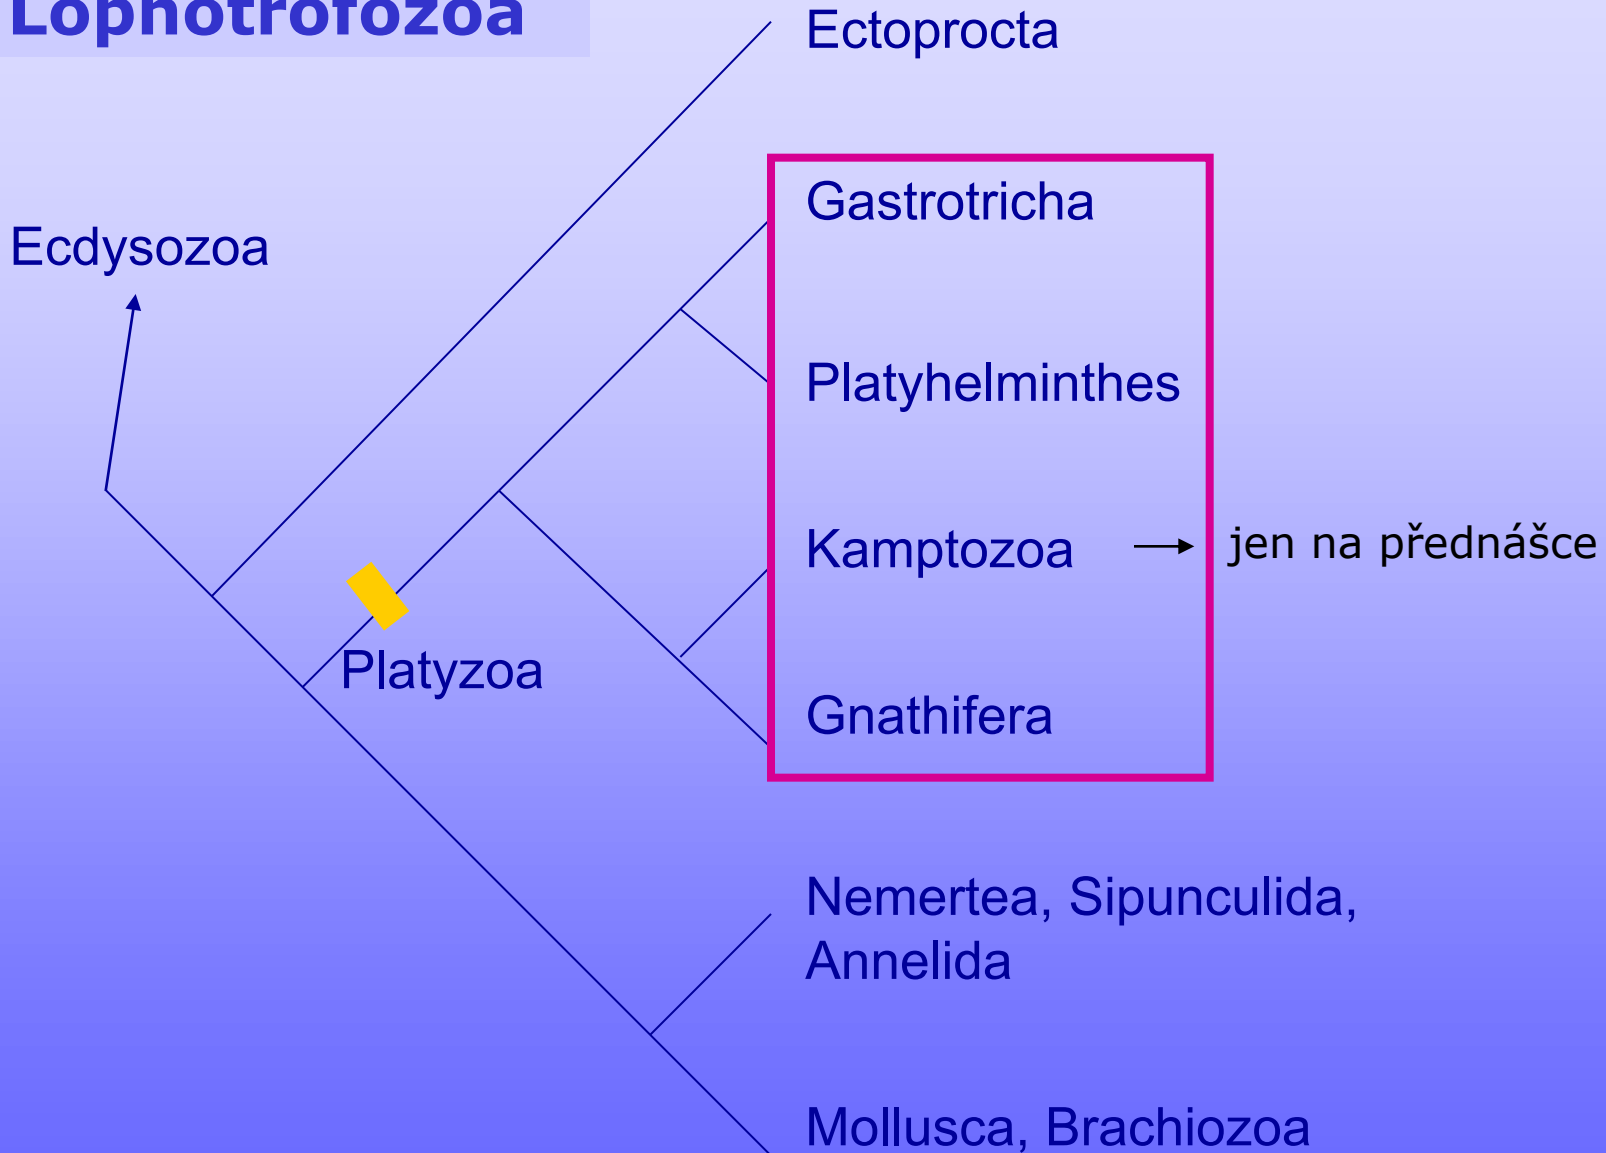 Lophotrofozoa
Ectoprocta
Gastrotricha
Ecdysozoa
Platyhelminthes
Kamptozoa
jen na přednášce
Platyzoa
Gnathifera
Nemertea, Sipunculida,
Annelida
Mollusca, Brachiozoa